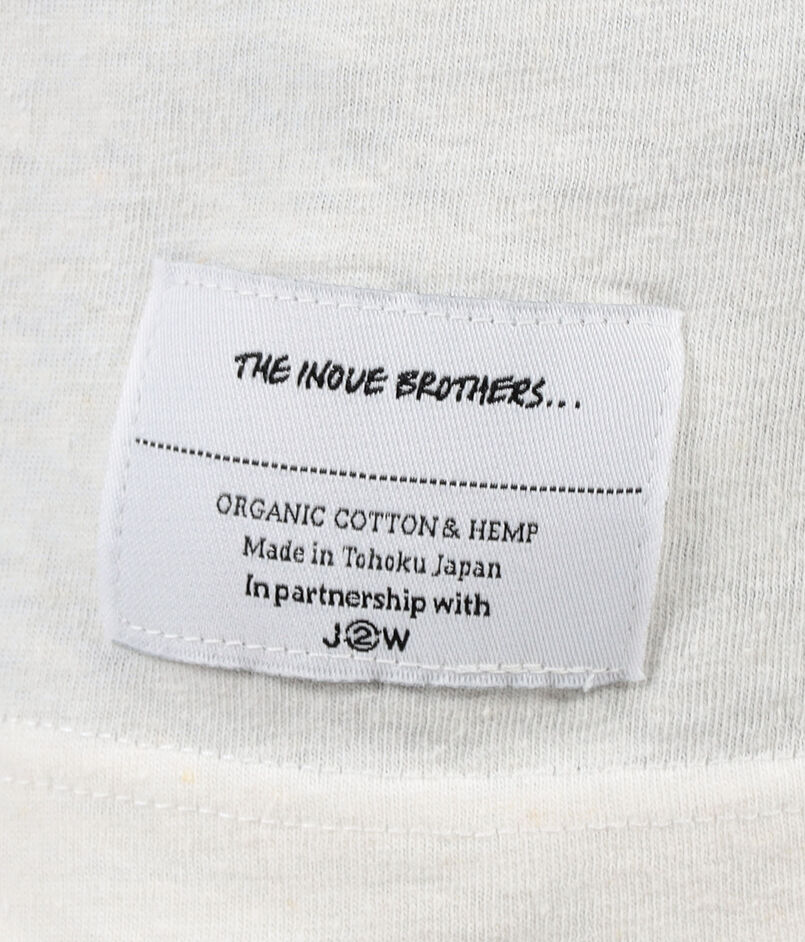 THE INOUE BROTHERS...
ORGANIC COTTON & HEMP
Made in Tohoku Japan
In partnership with
J②W